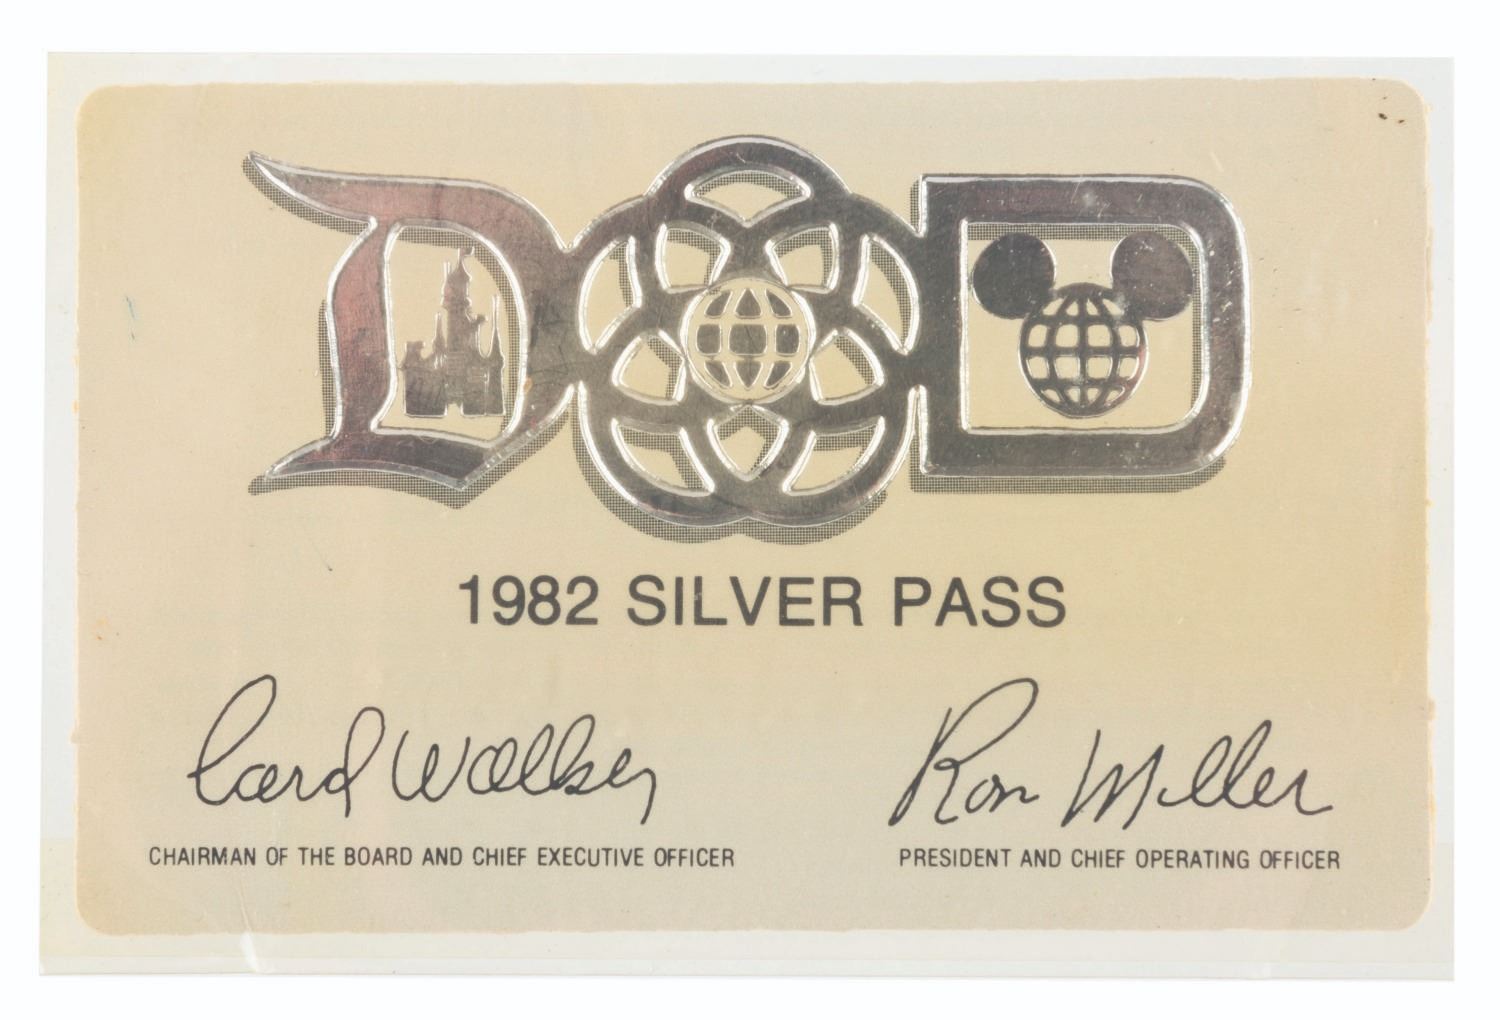 1982 SILVER PASS
Card Walker
Ron Miller
CHAIRMAN OF THE BOARD AND CHIEF EXECUTIVE OFFICER
PRESIDENT AND CHIEF OPERATING OFFICER